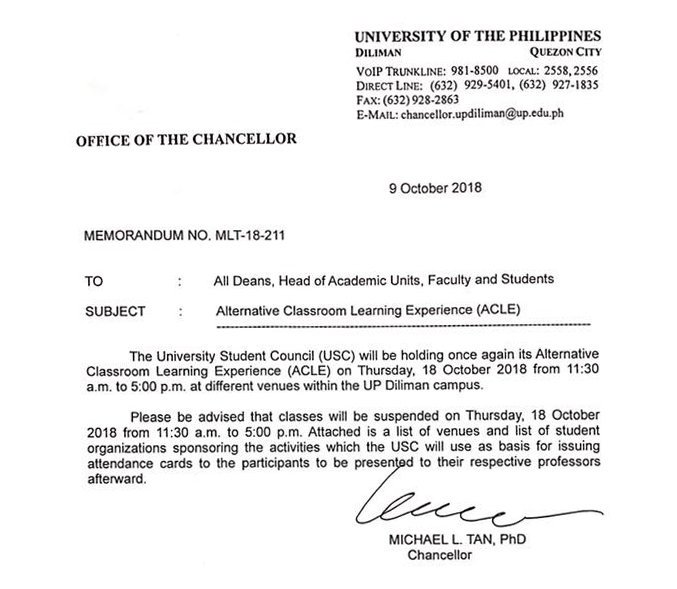 UNIVERSITY OF THE PHILIPPINES
DILIMAN QUEZON CITY
VOIP TRUNKLINE: 981-8500 LOCAL: 2558, 2556
DIRECT LINE: (632) 929-5401, (632) 927-1835
FAX: (632) 928-2863
E-MAIL: chancellor.updiliman@up.edu.ph
OFFICE OF THE CHANCELLOR
9 October 2018
MEMORANDUM NO. MLT-18-211
TO : All Deans, Head of Academic Units, Faculty and Students
SUBJECT : Alternative Classroom Learning Experience (ACLE)
The University Student Council (USC) will be holding once again its Alternative
Classroom Learning Experience (ACLE) on Thursday, 18 October 2018 from 11:30
a.m. to 5:00 p.m. at different venues within the UP Diliman campus.
Please be advised that classes will be suspended on Thursday, 18 October
2018 from 11:30 a.m. to 5:00 p.m. Attached is a list of venues and list of student
organizations sponsoring the activities which the USC will use as basis for issuing
attendance cards to the participants to be presented to their respective professors
afterward.
MICHAEL L. TAN, PhD
Chancellor